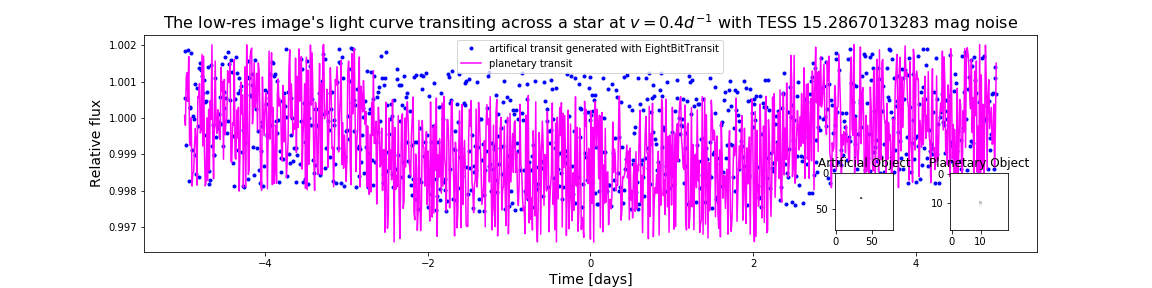 The low-res image's light curve transiting across a star at v = 0.4d⁻¹ with TESS 15.2867013283 mag noise
artifical transit generated with EightBitTransit
planetary transit
Relative flux
1.002
1.001
1.000
0.999
0.998
0.997
Artificial Object
0
50
0 50
Planetary Object
0
10
0 10
−4 −2 0 2 4
Time [days]